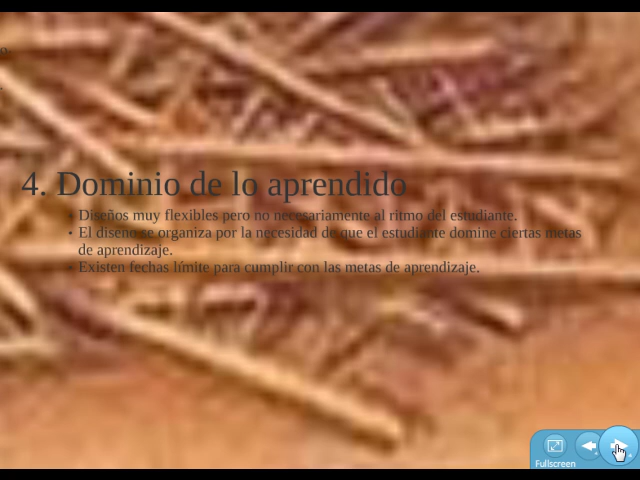 4. Dominio de lo aprendido
• Diseños muy flexibles pero no necesariamente al ritmo del estudiante.
• El diseño se organiza por la necesidad de que el estudiante domine ciertas metas
de aprendizaje.
• Existen fechas límite para cumplir con las metas de aprendizaje.
Fullscreen